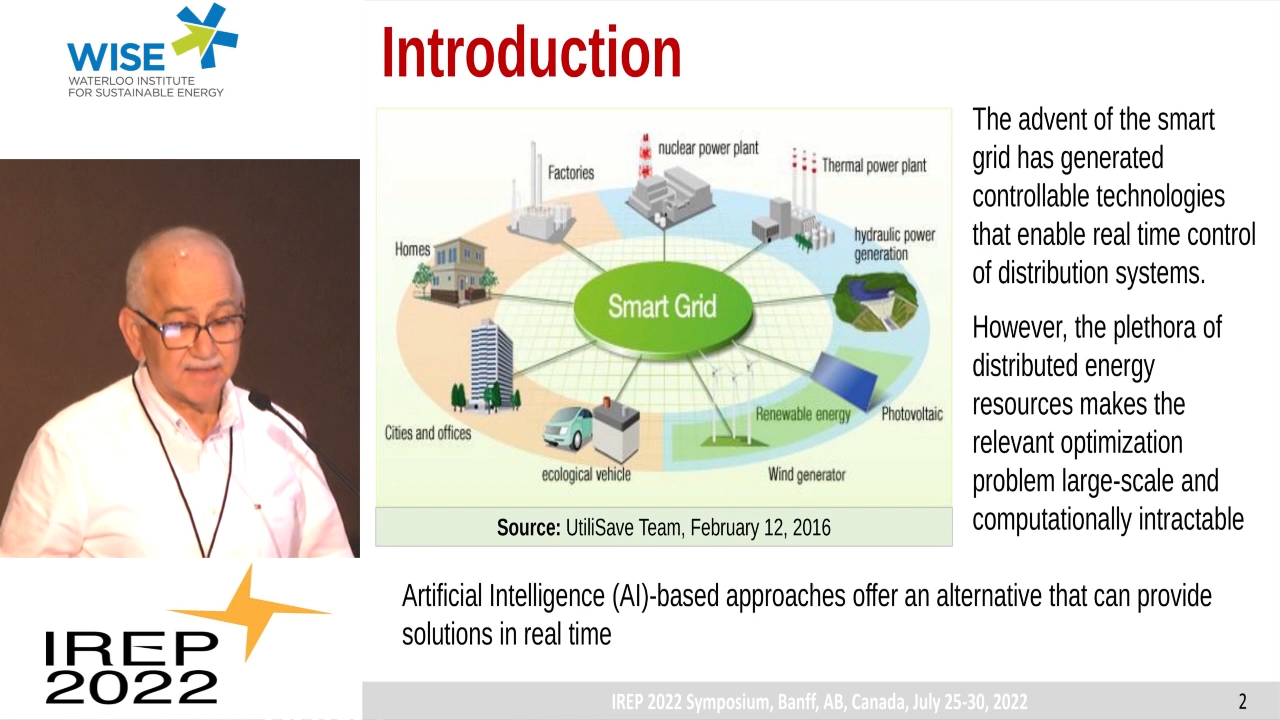 WISE
WATERLOO INSTITUTE
FOR SUSTAINABLE ENERGY
Introduction
nuclear power plant
Factories
Thermal power plant
Homes
hydraulic power
generation
Smart Grid
Renewable energy
Photovoltaic
Cities and offices
ecological vehicle
Wind generator
Source: UtiliSave Team, February 12, 2016
The advent of the smart
grid has generated
controllable technologies
that enable real time control
of distribution systems.
However, the plethora of
distributed energy
resources makes the
relevant optimization
problem large-scale and
computationally intractable
Artificial Intelligence (AI)-based approaches offer an alternative that can provide
solutions in real time
IREP
2022
IREP 2022 Symposium, Banff, AB, Canada, July 25-30, 2022
2